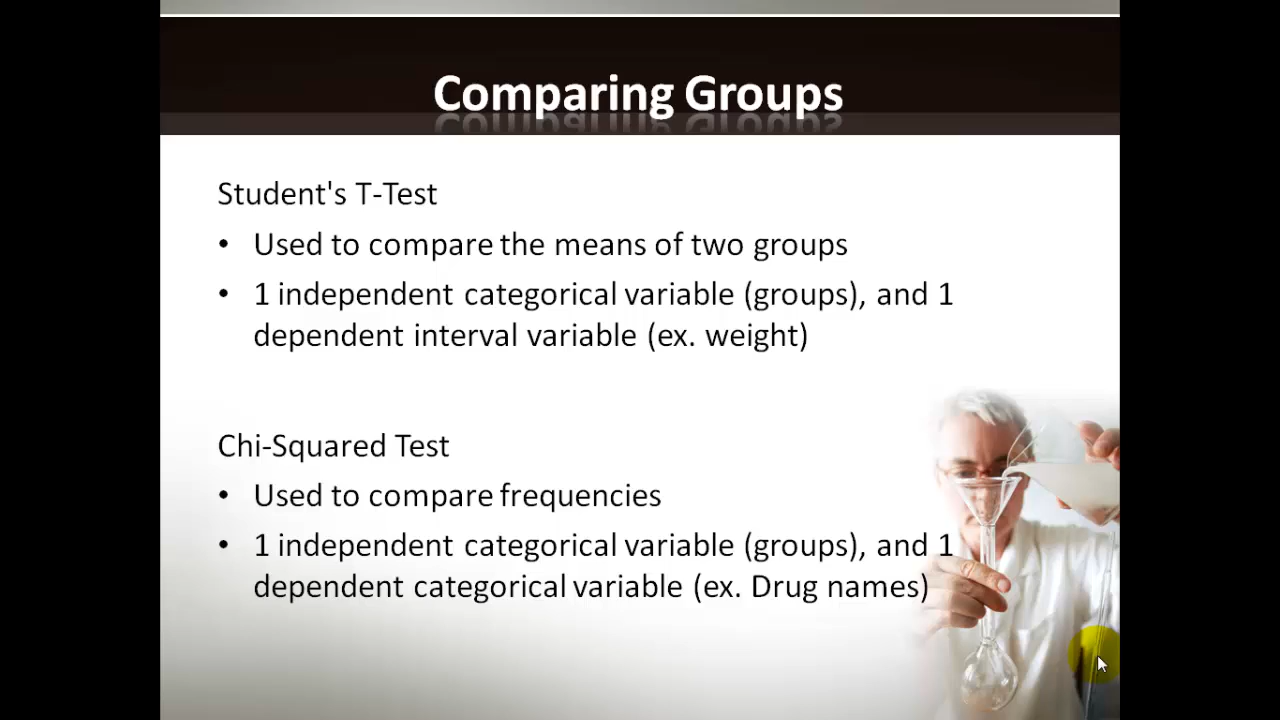 Comparing Groups
Student's T-Test
• Used to compare the means of two groups
• 1 independent categorical variable (groups), and 1
dependent interval variable (ex. weight)
Chi-Squared Test
• Used to compare frequencies
• 1 independent categorical variable (groups), and 1
dependent categorical variable (ex. Drug names)